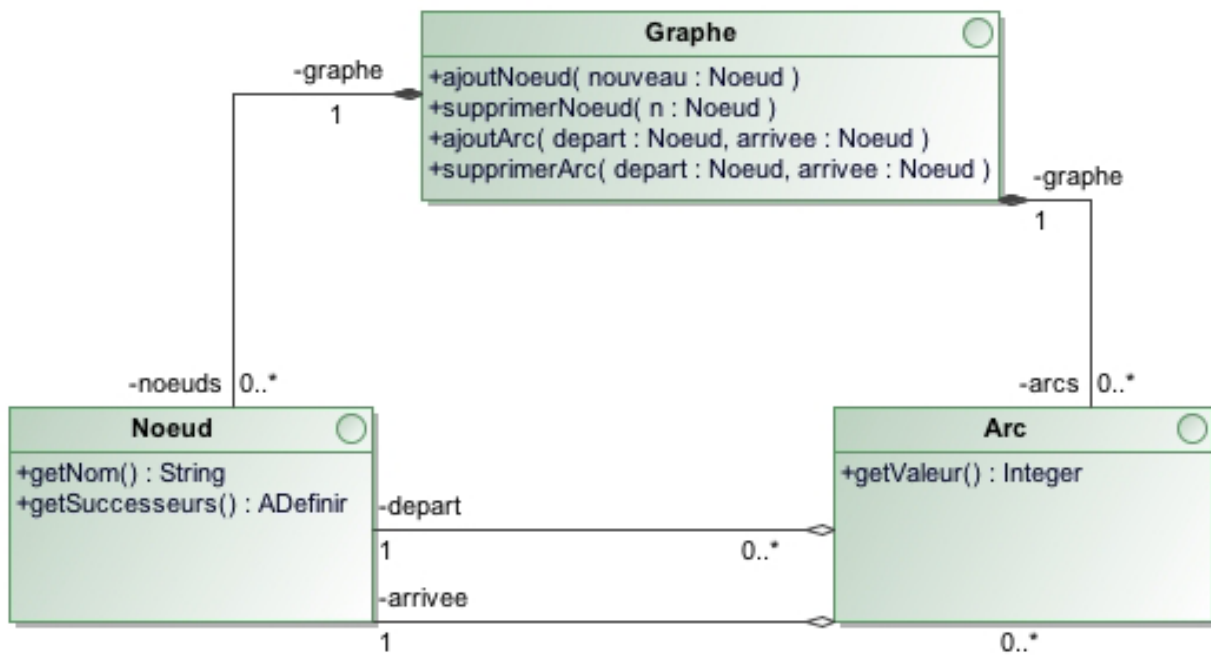 Graphe
+ajoutNoeud( nouveau : Noeud )
+supprimerNoeud( n : Noeud )
+ajoutArc( depart : Noeud, arrivee : Noeud )
+supprimerArc( depart : Noeud, arrivee : Noeud )
-graphe
1
-graphe
1
-noeuds 0..*
-arcs 0..*
Noeud
+getNom() : String
+getSuccesseurs() : ADefinir
Arc
+getValeur() : Integer
-depart
1
0..*
-arrivee
1
0..*